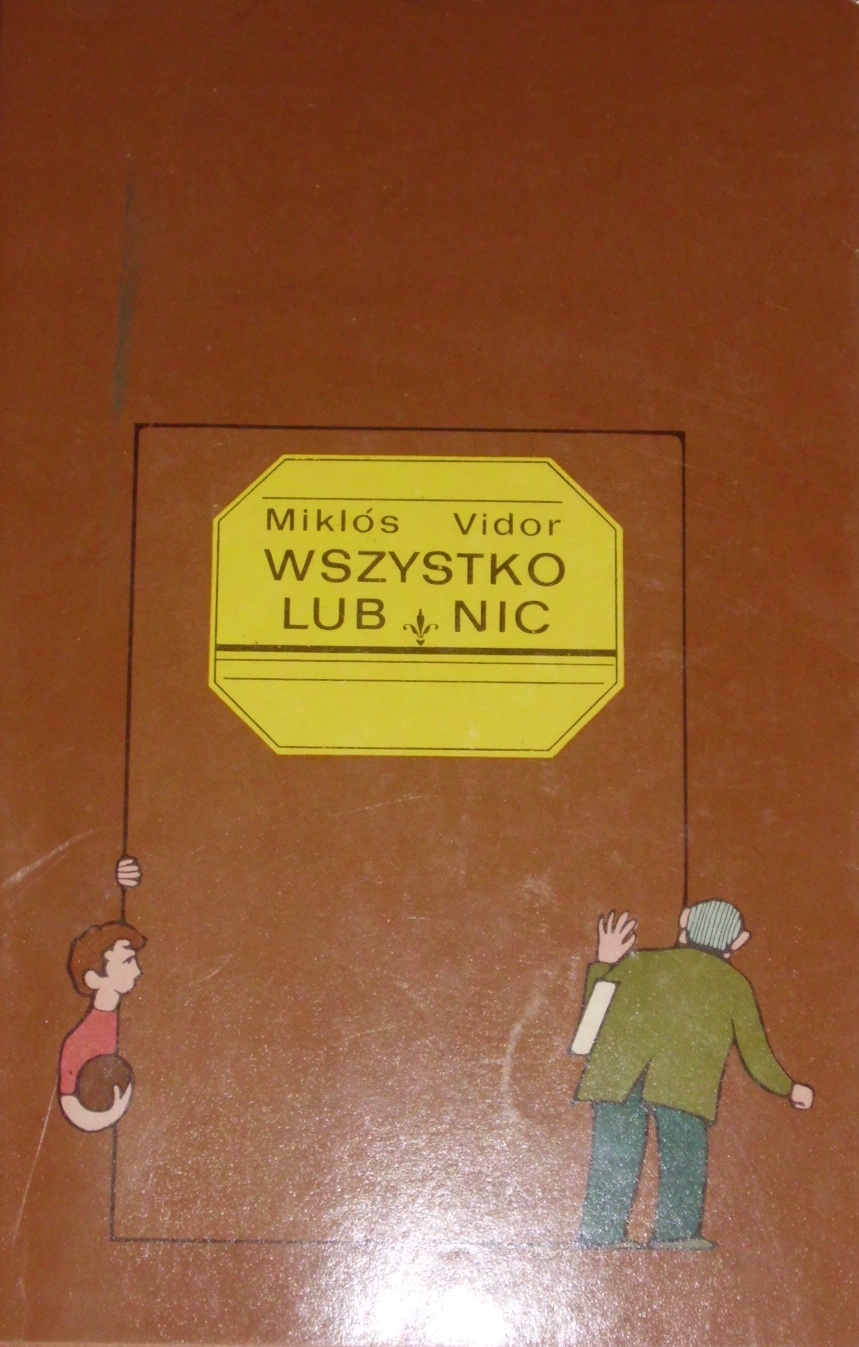 Miklós Vidor
WSZYSTKO
LUB NIC